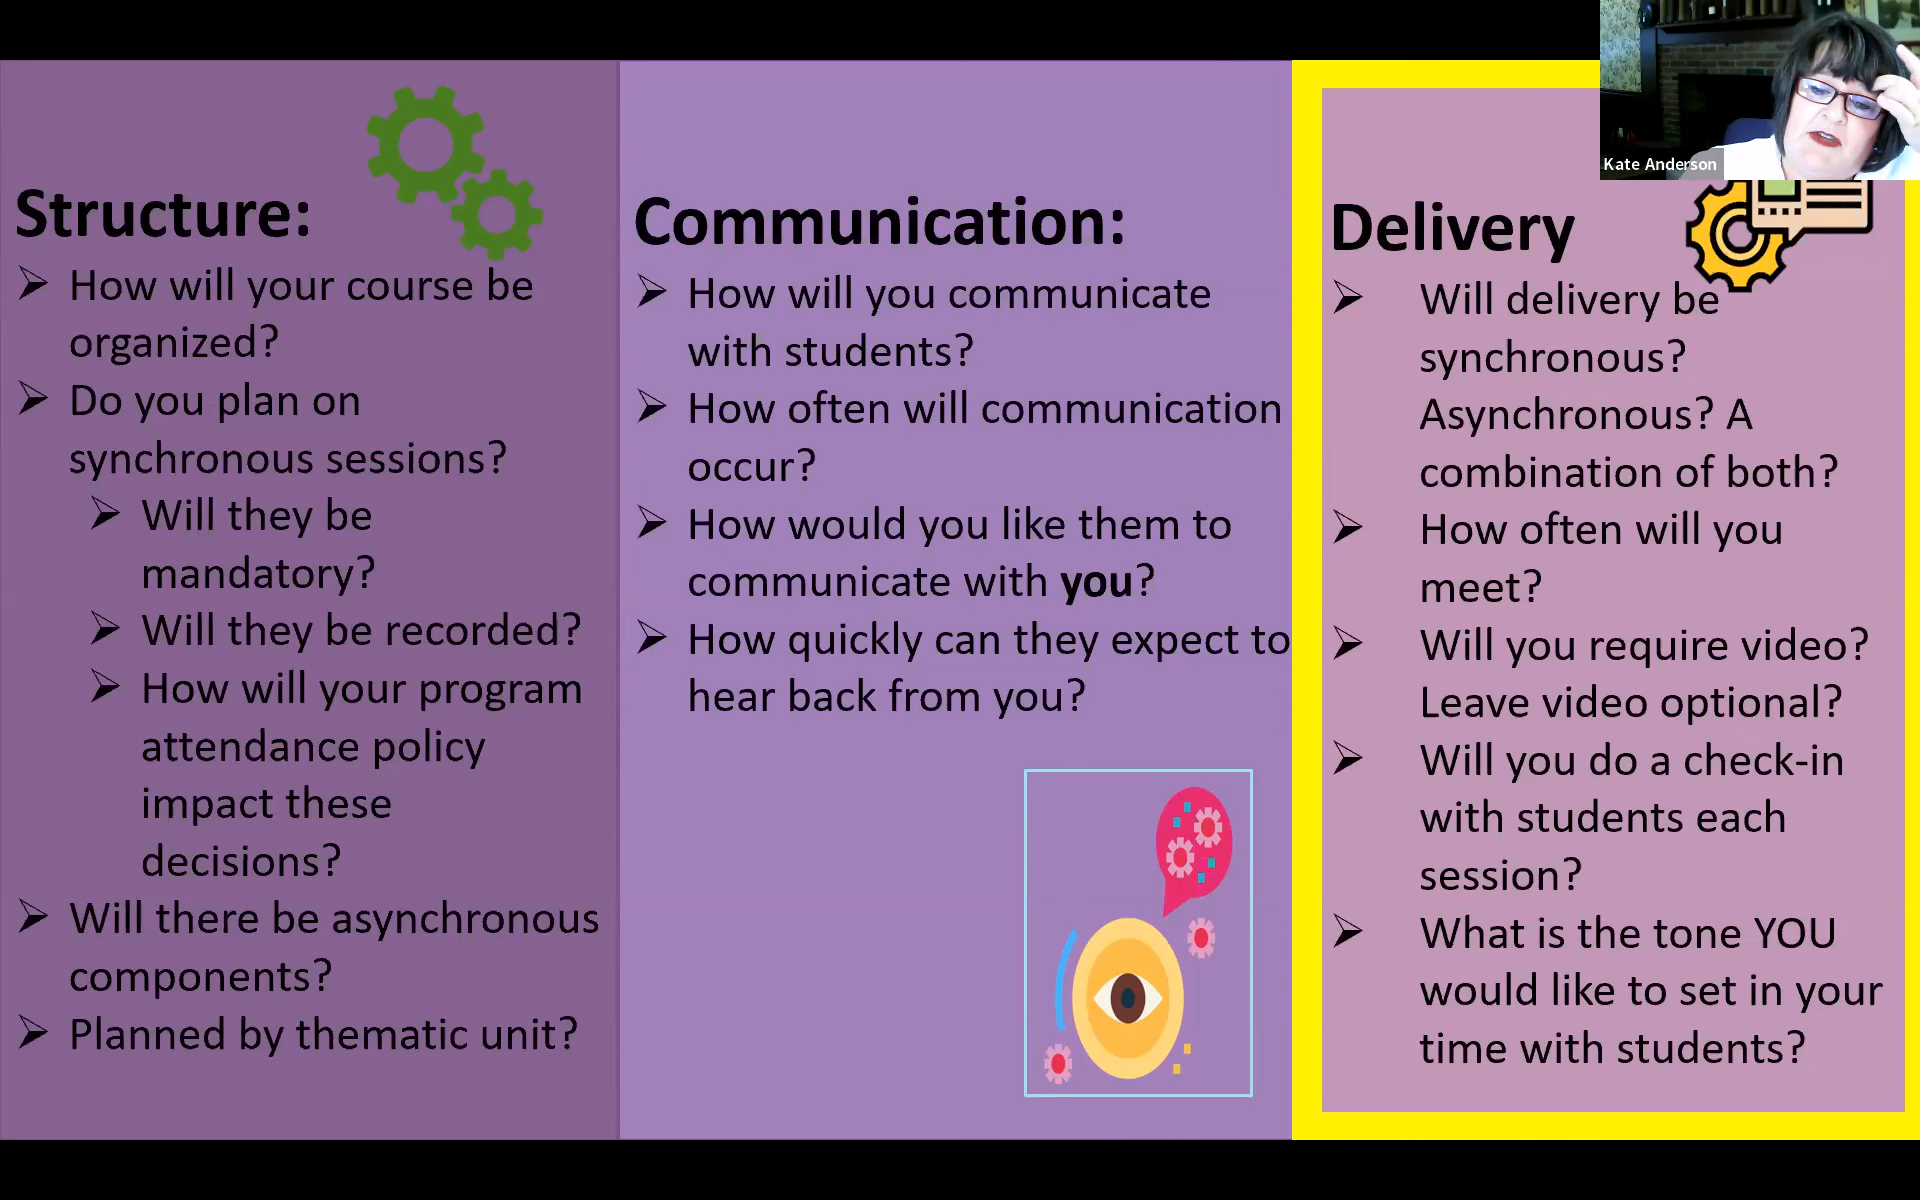 Kate Anderson
Structure:
➢ How will your course be
organized?
➢ Do you plan on
synchronous sessions?
➢ Will they be
mandatory?
➢ Will they be recorded?
➢ How will your program
attendance policy
impact these
decisions?
➢ Will there be asynchronous
components?
➢ Planned by thematic unit?
Communication:
➢ How will you communicate
with students?
➢ How often will communication
occur?
➢ How would you like them to
communicate with you?
➢ How quickly can they expect to
hear back from you?
Delivery
➢ Will delivery be
synchronous?
Asynchronous? A
combination of both?
➢ How often will you
meet?
➢ Will you require video?
Leave video optional?
➢ Will you do a check-in
with students each
session?
➢ What is the tone YOU
would like to set in your
time with students?